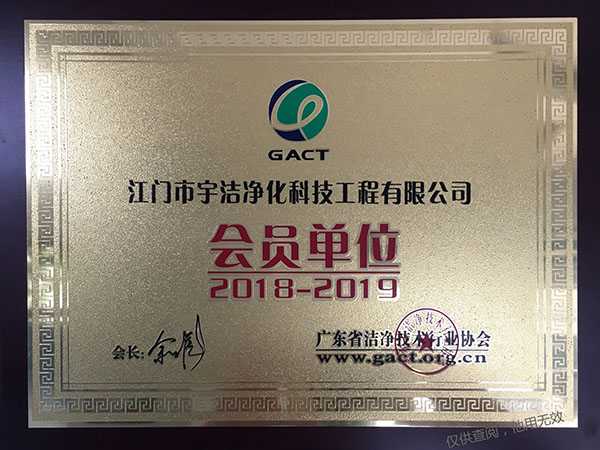 GACT
江门市宇洁净化科技工程有限公司
会员单位
2018-2019
会长:
广东省洁净技术行业协会
www.gact.org.cn
仅供查阅，他用无效